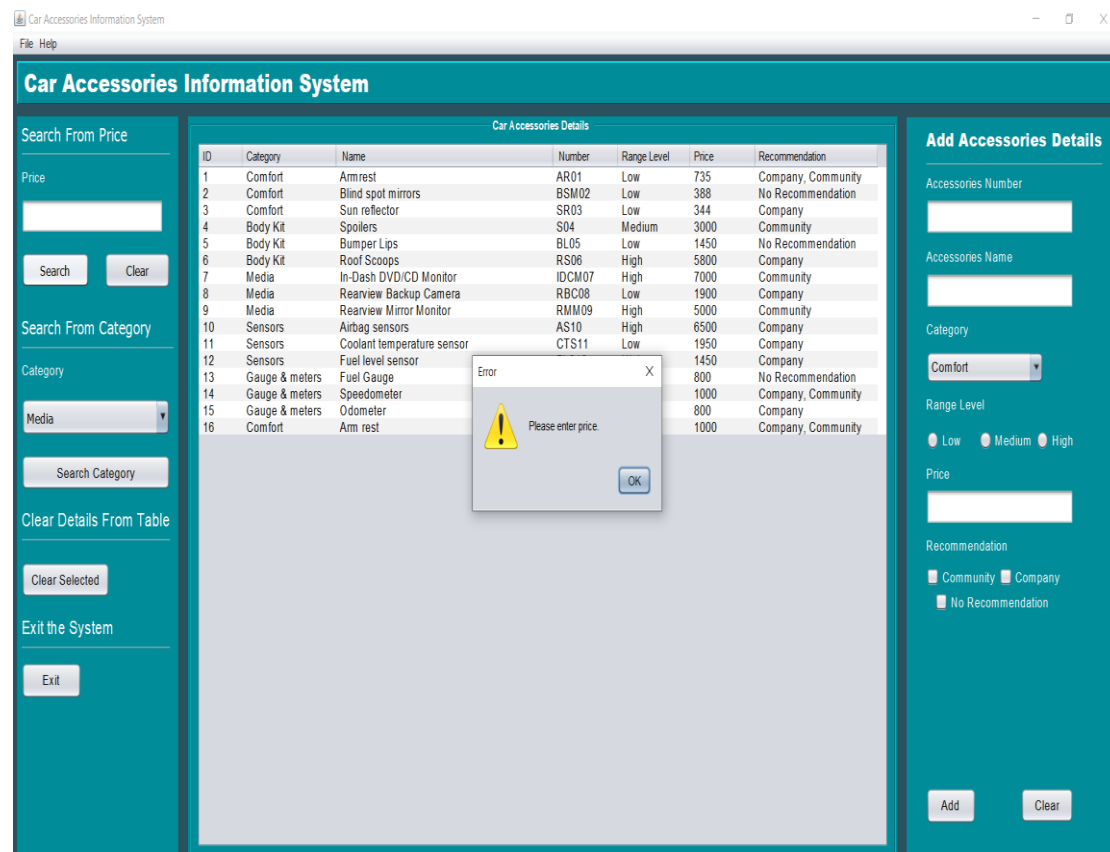 Car Accessories Information System
File Help
Car Accessories Information System
Search From Price
Price
Search Clear
Search From Category
Category
Media
Search Category
Clear Details From Table
Clear Selected
Exit the System
Exit
Car Accessories Details
ID Category Name Number Range Level Price Recommendation
1 Comfort Armrest AR01 Low 735 Company, Community
2 Comfort Blind spot mirrors BSM02 Low 388 No Recommendation
3 Comfort Sun reflector SR03 Low 344 Company
4 Body Kit Spoilers S04 Medium 3000 Community
5 Body Kit Bumper Lips BL05 Low 1450 No Recommendation
6 Body Kit Roof Scoops RS06 High 5800 Company
7 Media In-Dash DVD/CD Monitor IDCM07 High 7000 Community
8 Media Rearview Backup Camera RBC08 Low 1900 Company
9 Media Rearview Mirror Monitor RMM09 High 5000 Community
10 Sensors Airbag sensors AS10 High 6500 Company
11 Sensors Coolant temperature sensor CTS11 Low 1950 Company
12 Sensors Fuel level sensor 1450 Company
13 Gauge & meters Fuel Gauge 800 No Recommendation
14 Gauge & meters Speedometer 1000 Company, Community
15 Gauge & meters Odometer 800 Company
16 Comfort Arm rest 1000 Company, Community
Error X
Please enter price.
OK
Add Accessories Details
Accessories Number
Accessories Name
Category
Comfort
Range Level
Low Medium High
Price
Recommendation
Community Company
No Recommendation
Add Clear